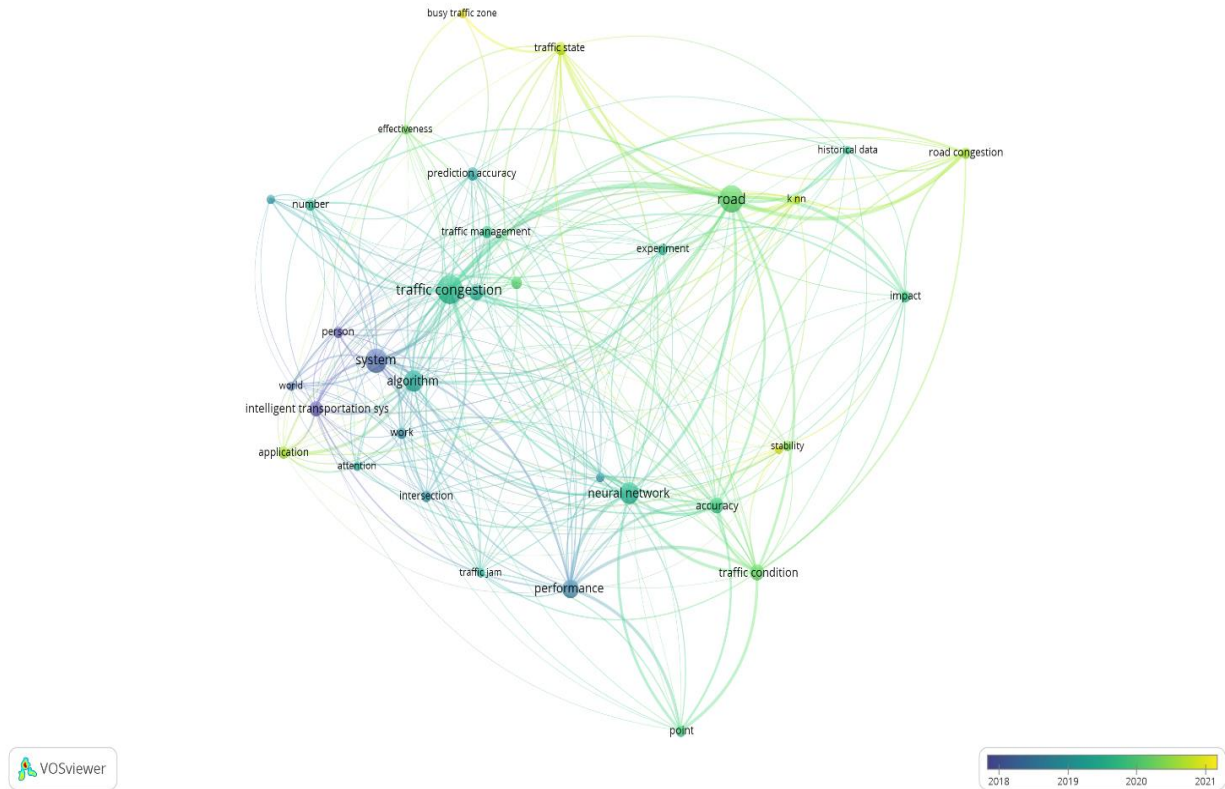 busy traffic zone
traffic state
effectiveness
historical data
road congestion
prediction accuracy
road
k nn
number
traffic management
experiment
traffic congestion
impact
person
system
algorithm
world
intelligent transportation sys
work
stability
application
attention
neural network
intersection
accuracy
traffic jam
traffic condition
performance
point
VOSviewer
2018
2019
2020
2021